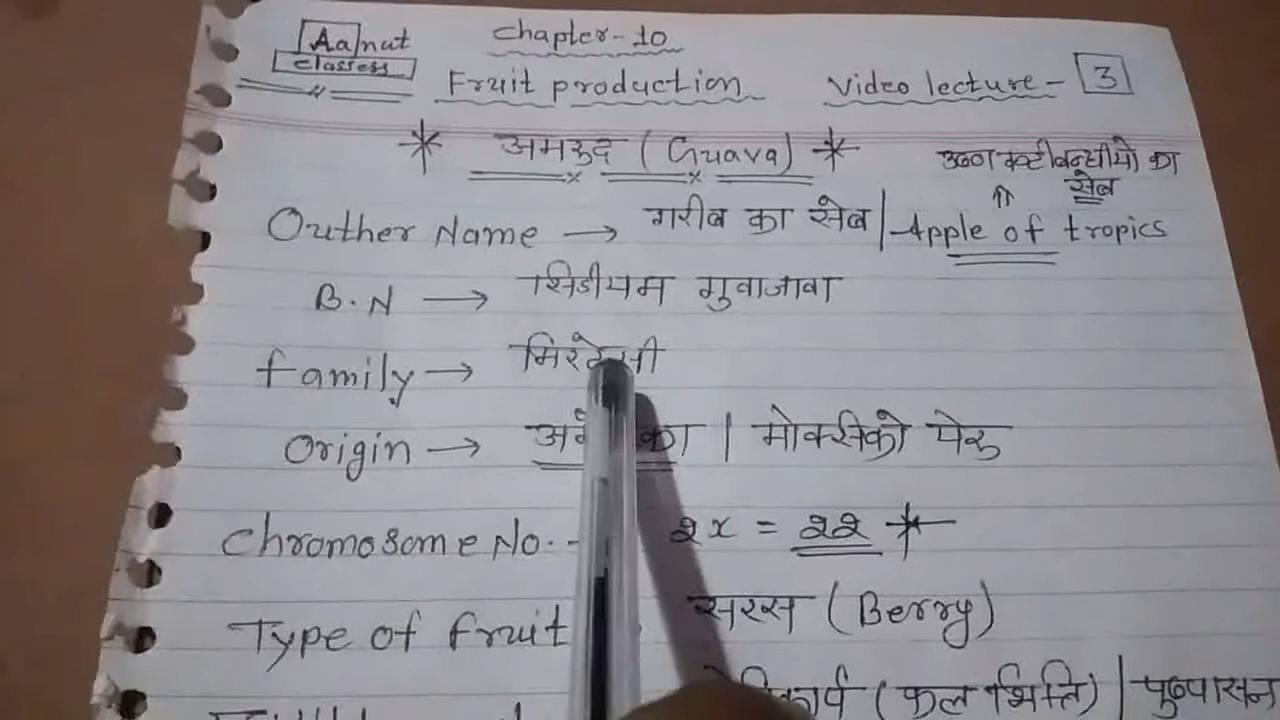 Aanut Chapter-10
Classess
Fruit production Video lecture - 3
* अमरुद (Guava) *
उष्ण कटीबन्धीयो का
सेब
Outher Name → गरीब का सेब | Apple of tropics
B.N → सिडीयम गुवाजावा
family →
Origin → | मोक्सीको पेरु
Chromosome No. - 2x = 22 *
Type of fruit सरस (Berry)
(फल भित्ति) | पुष्पासन